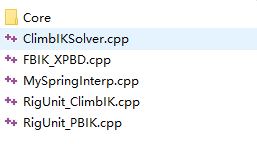 Core
ClimbIKSolver.cpp
FBIK_XPBD.cpp
MySpringInterp.cpp
RigUnit_ClimbIK.cpp
RigUnit_PBIK.cpp